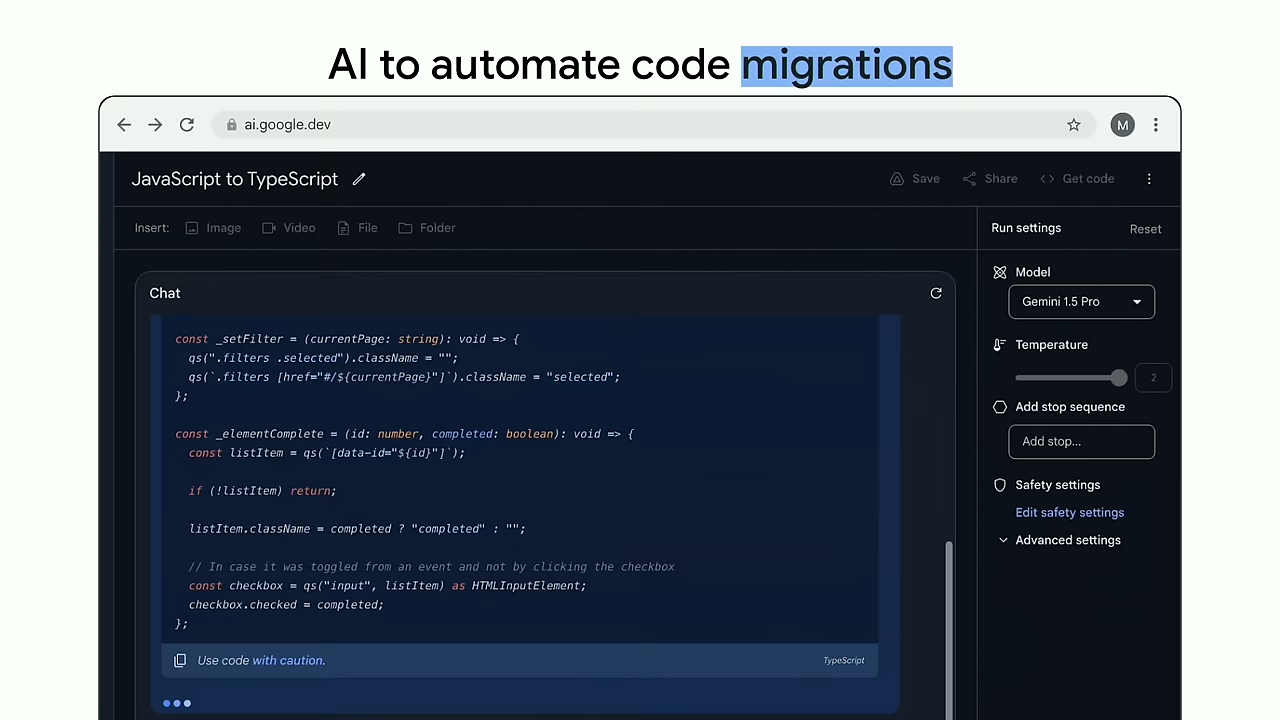 AI to automate code migrations
ai.google.dev
M
JavaScript to TypeScript
Save
Share
Get code
Insert:
Image
Video
File
Folder
Run settings
Reset
Chat
const _setFilter = (currentPage: string): void => {
  qs(".filters .selected").className = "";
  qs(`.filters [href="#/${currentPage}"]`).className = "selected";
};
const _elementComplete = (id: number, completed: boolean): void => {
  const listItem = qs(`[data-id="${id}"]`);
  if (!listItem) return;
  listItem.className = completed ? "completed" : "";
  // In case it was toggled from an event and not by clicking the checkbox
  const checkbox = qs("input", listItem) as HTMLInputElement;
  checkbox.checked = completed;
};
Use code with caution.
TypeScript
Model
Gemini 1.5 Pro
Temperature
2
Add stop sequence
Add stop...
Safety settings
Edit safety settings
Advanced settings